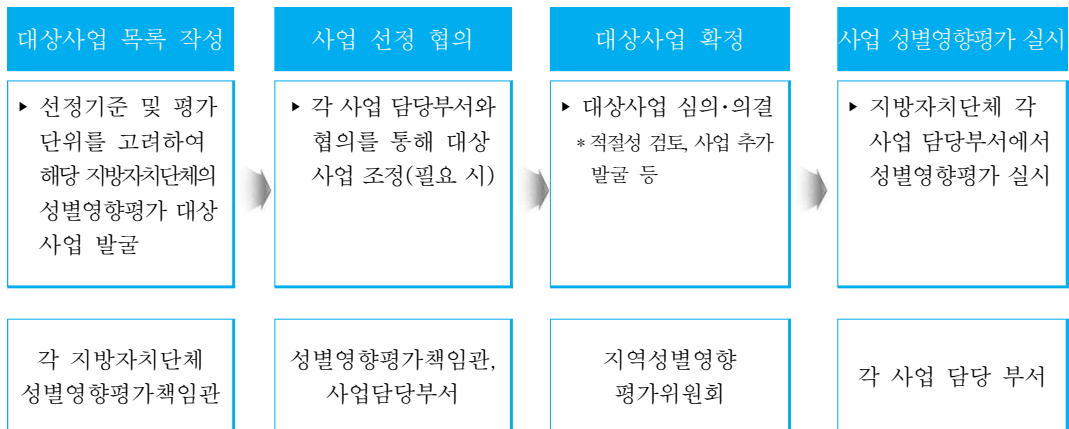 대상사업 목록 작성
▸ 선정기준 및 평가
단위를 고려하여
해당 지방자치단체의
성별영향평가 대상
사업 발굴
각 지방자치단체
성별영향평가책임관
사업 선정 협의
▸ 각 사업 담당부서와
협의를 통해 대상
사업 조정(필요 시)
성별영향평가책임관,
사업담당부서
대상사업 확정
▸ 대상사업 심의·의결
* 적절성 검토, 사업 추가
발굴 등
지역성별영향
평가위원회
사업 성별영향평가 실시
▸ 지방자치단체 각
사업 담당부서에서
성별영향평가 실시
각 사업 담당 부서